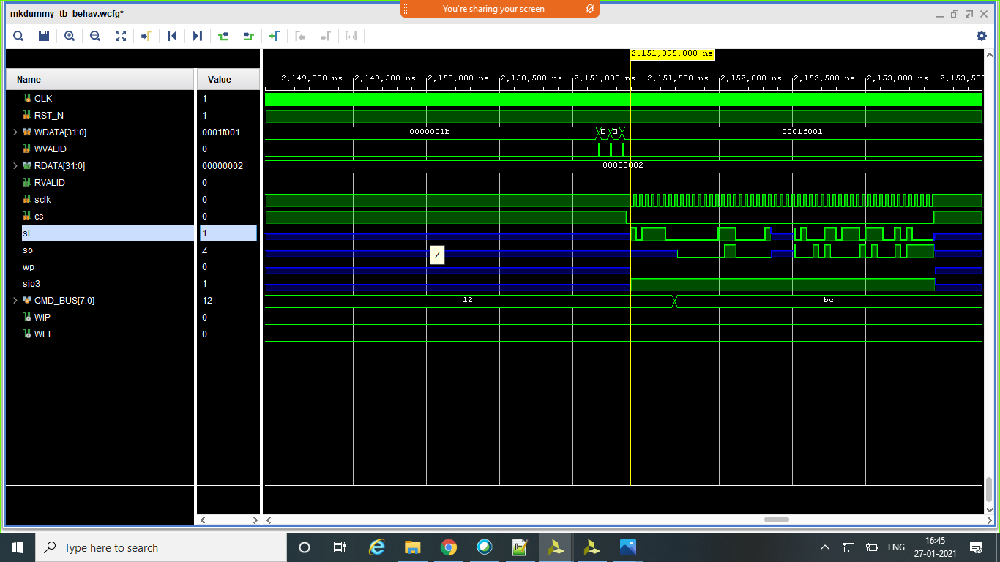 mkdummy_tb_behav.wcfg*
You're sharing your screen
2,151,395.000 ns
Name
Value
2,149,000 ns
2,149,500 ns
2,150,000 ns
2,150,500 ns
2,151,000 ns
2,151,500 ns
2,152,000 ns
2,152,500 ns
2,153,000 ns
2,153,500
CLK 1
RST_N 1
WDATA[31:0] 0001f001 0000001b 0001f001
WVALID 0
RDATA[31:0] 00000002 00000002
RVALID 0
sclk 0
cs 0
si 1
so Z Z
wp 0
sio3 1
CMD_BUS[7:0] 12 12 bc
WIP 0
WEL 0
Type here to search
ENG
16:45
27-01-2021